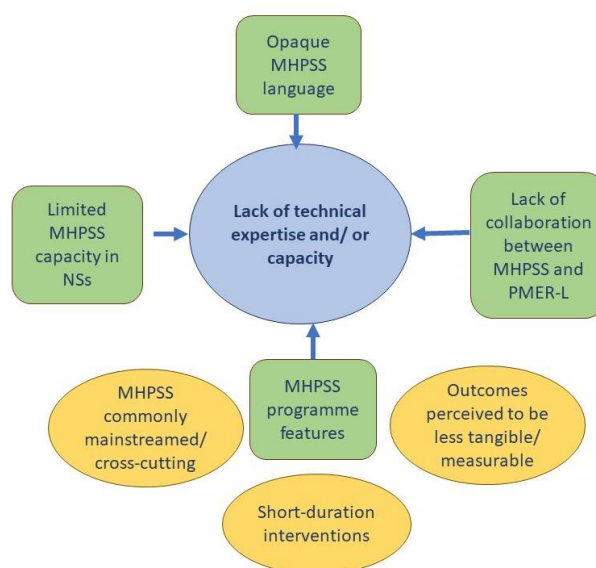 Opaque
MHPSS
language
Limited
MHPSS
capacity in
NSs
Lack of technical
expertise and/ or
capacity
Lack of
collaboration
between
MHPSS and
PMER-L
MHPSS
commonly
mainstreamed/
cross-cutting
MHPSS
programme
features
Outcomes
perceived to be
less tangible/
measurable
Short-duration
interventions